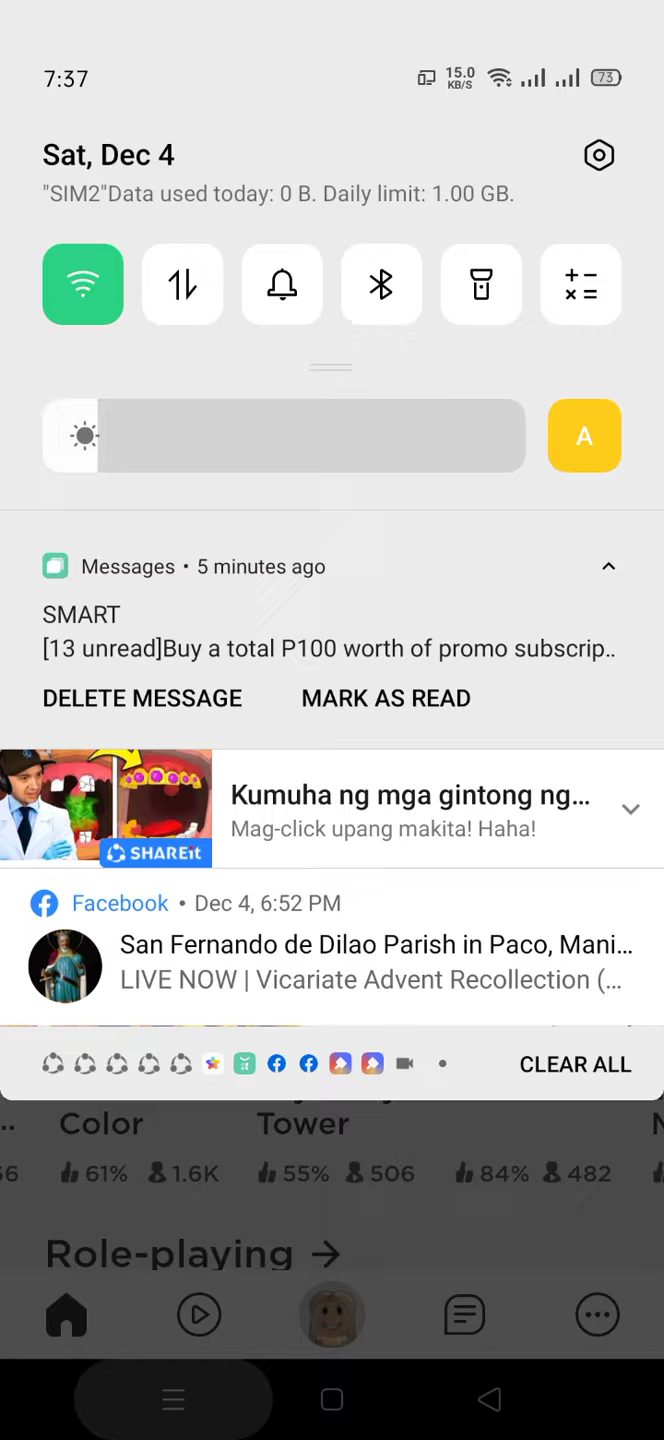 7:37
15.0
KB/S
73
Sat, Dec 4
"SIM2"Data used today: 0 B. Daily limit: 1.00 GB.
A
Messages • 5 minutes ago
SMART
[13 unread]Buy a total P100 worth of promo subscrip..
DELETE MESSAGE MARK AS READ
Kumuha ng mga gintong ng...
Mag-click upang makita! Haha!
SHAREit
Facebook • Dec 4, 6:52 PM
San Fernando de Dilao Parish in Paco, Mani...
LIVE NOW | Vicariate Advent Recollection (...
CLEAR ALL
Color
Tower
61% 1.6K 55% 506 84% 482
Role-playing →